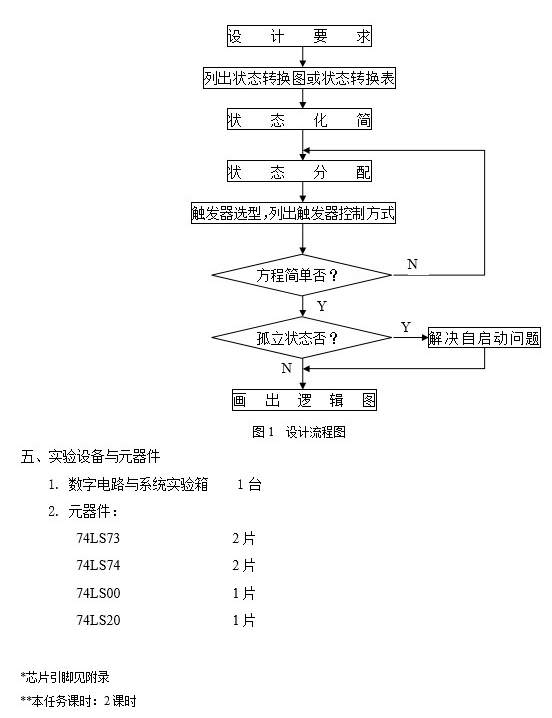 设计要求
列出状态转换图或状态转换表
状态化简
状态分配
触发器选型,列出触发器控制方式
方程简单否？
N
Y
孤立状态否？
Y
解决自启动问题
N
画出逻辑图
图1 设计流程图
五、实验设备与元器件
1. 数字电路与系统实验箱 1台
2. 元器件：
74LS73 2片
74LS74 2片
74LS00 1片
74LS20 1片
*芯片引脚见附录
**本任务课时：2课时